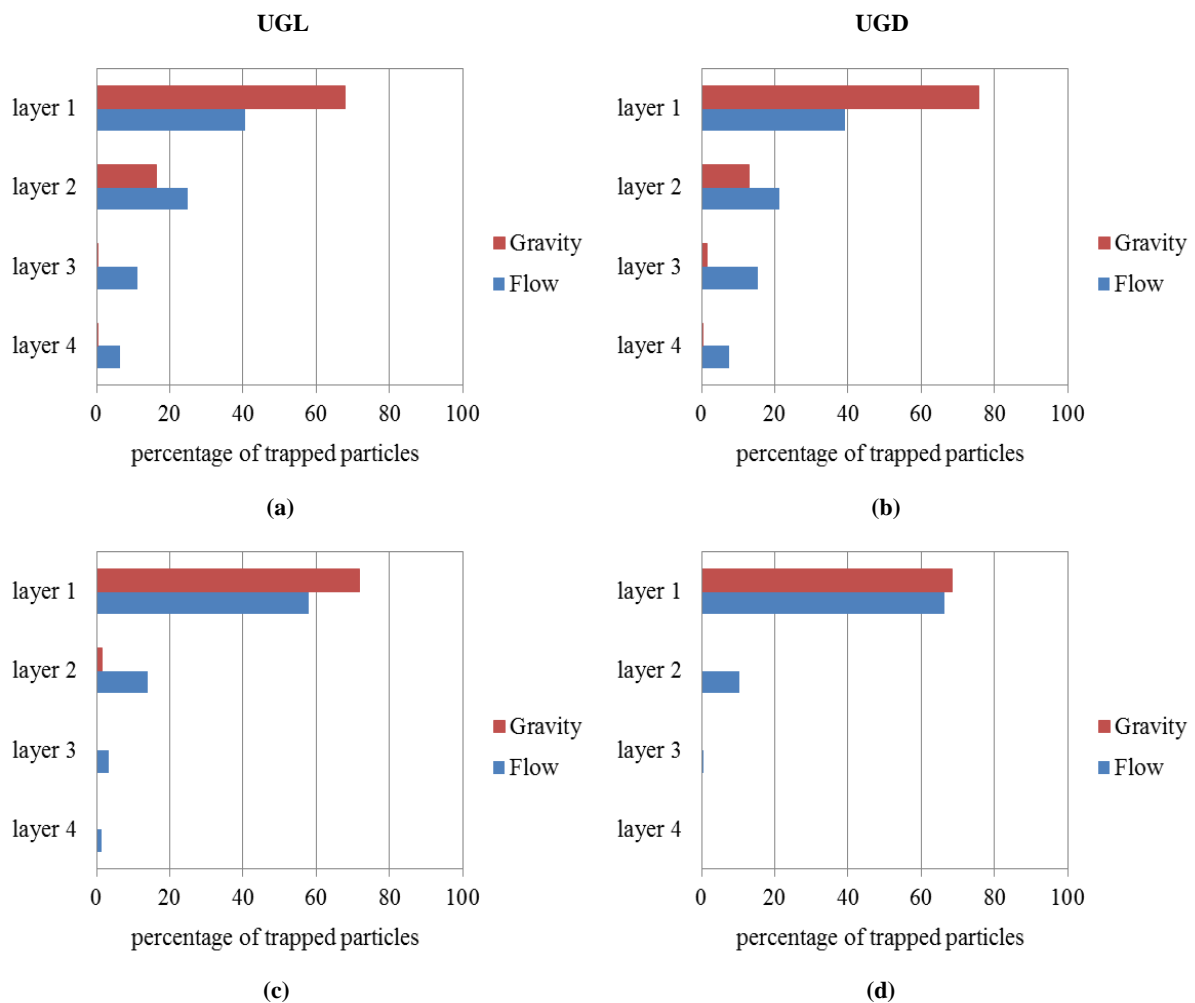 UGL
layer 1
layer 2
layer 3
layer 4
Gravity
Flow
0 20 40 60 80 100
percentage of trapped particles
(a)
UGD
layer 1
layer 2
layer 3
layer 4
Gravity
Flow
0 20 40 60 80 100
percentage of trapped particles
(b)
layer 1
layer 2
layer 3
layer 4
Gravity
Flow
0 20 40 60 80 100
percentage of trapped particles
(c)
layer 1
layer 2
layer 3
layer 4
Gravity
Flow
0 20 40 60 80 100
percentage of trapped particles
(d)